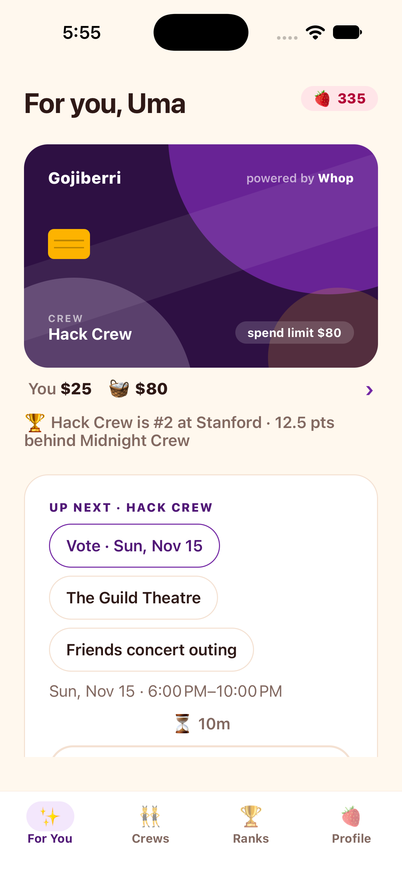 5:55
For you, Uma
🍓 335
Gojiberri
powered by Whop
CREW
Hack Crew
spend limit $80
You $25 🧺 $80 ›
🏆 Hack Crew is #2 at Stanford · 12.5 pts
behind Midnight Crew
UP NEXT · HACK CREW
Vote · Sun, Nov 15
The Guild Theatre
Friends concert outing
Sun, Nov 15 · 6:00 PM–10:00 PM
⏳ 10m
For You
Crews
Ranks
Profile